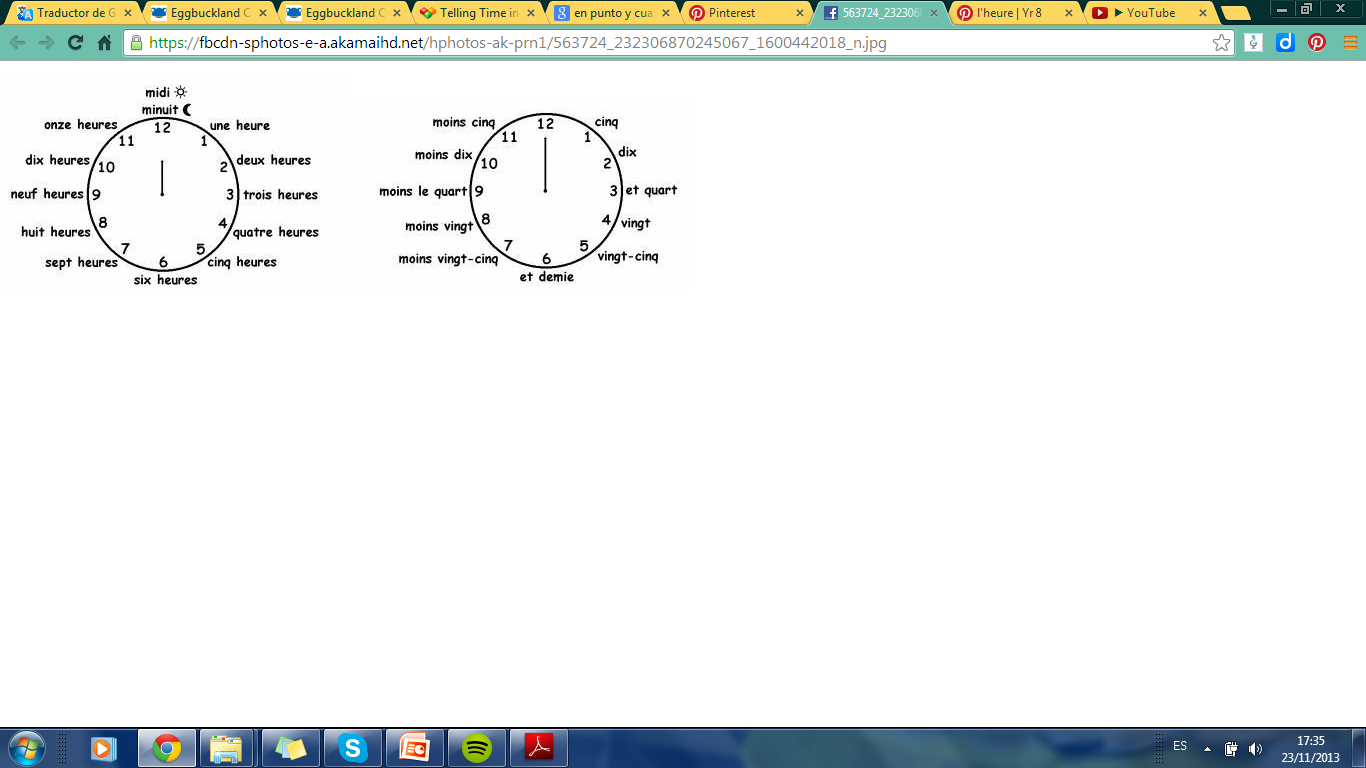 Traductor de G
Eggbuckland C
Eggbuckland C
Telling Time in
en punto y cua
Pinterest
563724_232306
l'heure | Yr 8
YouTube
https://fbcdn-sphotos-e-a.akamaihd.net/hphotos-ak-prn1/563724_232306870245067_1600442018_n.jpg
midi
minuit
onze heures
une heure
dix heures
deux heures
neuf heures
trois heures
huit heures
quatre heures
sept heures
cinq heures
six heures
12
11
1
10
2
9
3
8
4
7
5
6
moins cinq
cinq
moins dix
dix
moins le quart
et quart
moins vingt
vingt
moins vingt-cinq
vingt-cinq
et demie
12
11
1
10
2
9
3
8
4
7
5
6
ES
17:35
23/11/2013